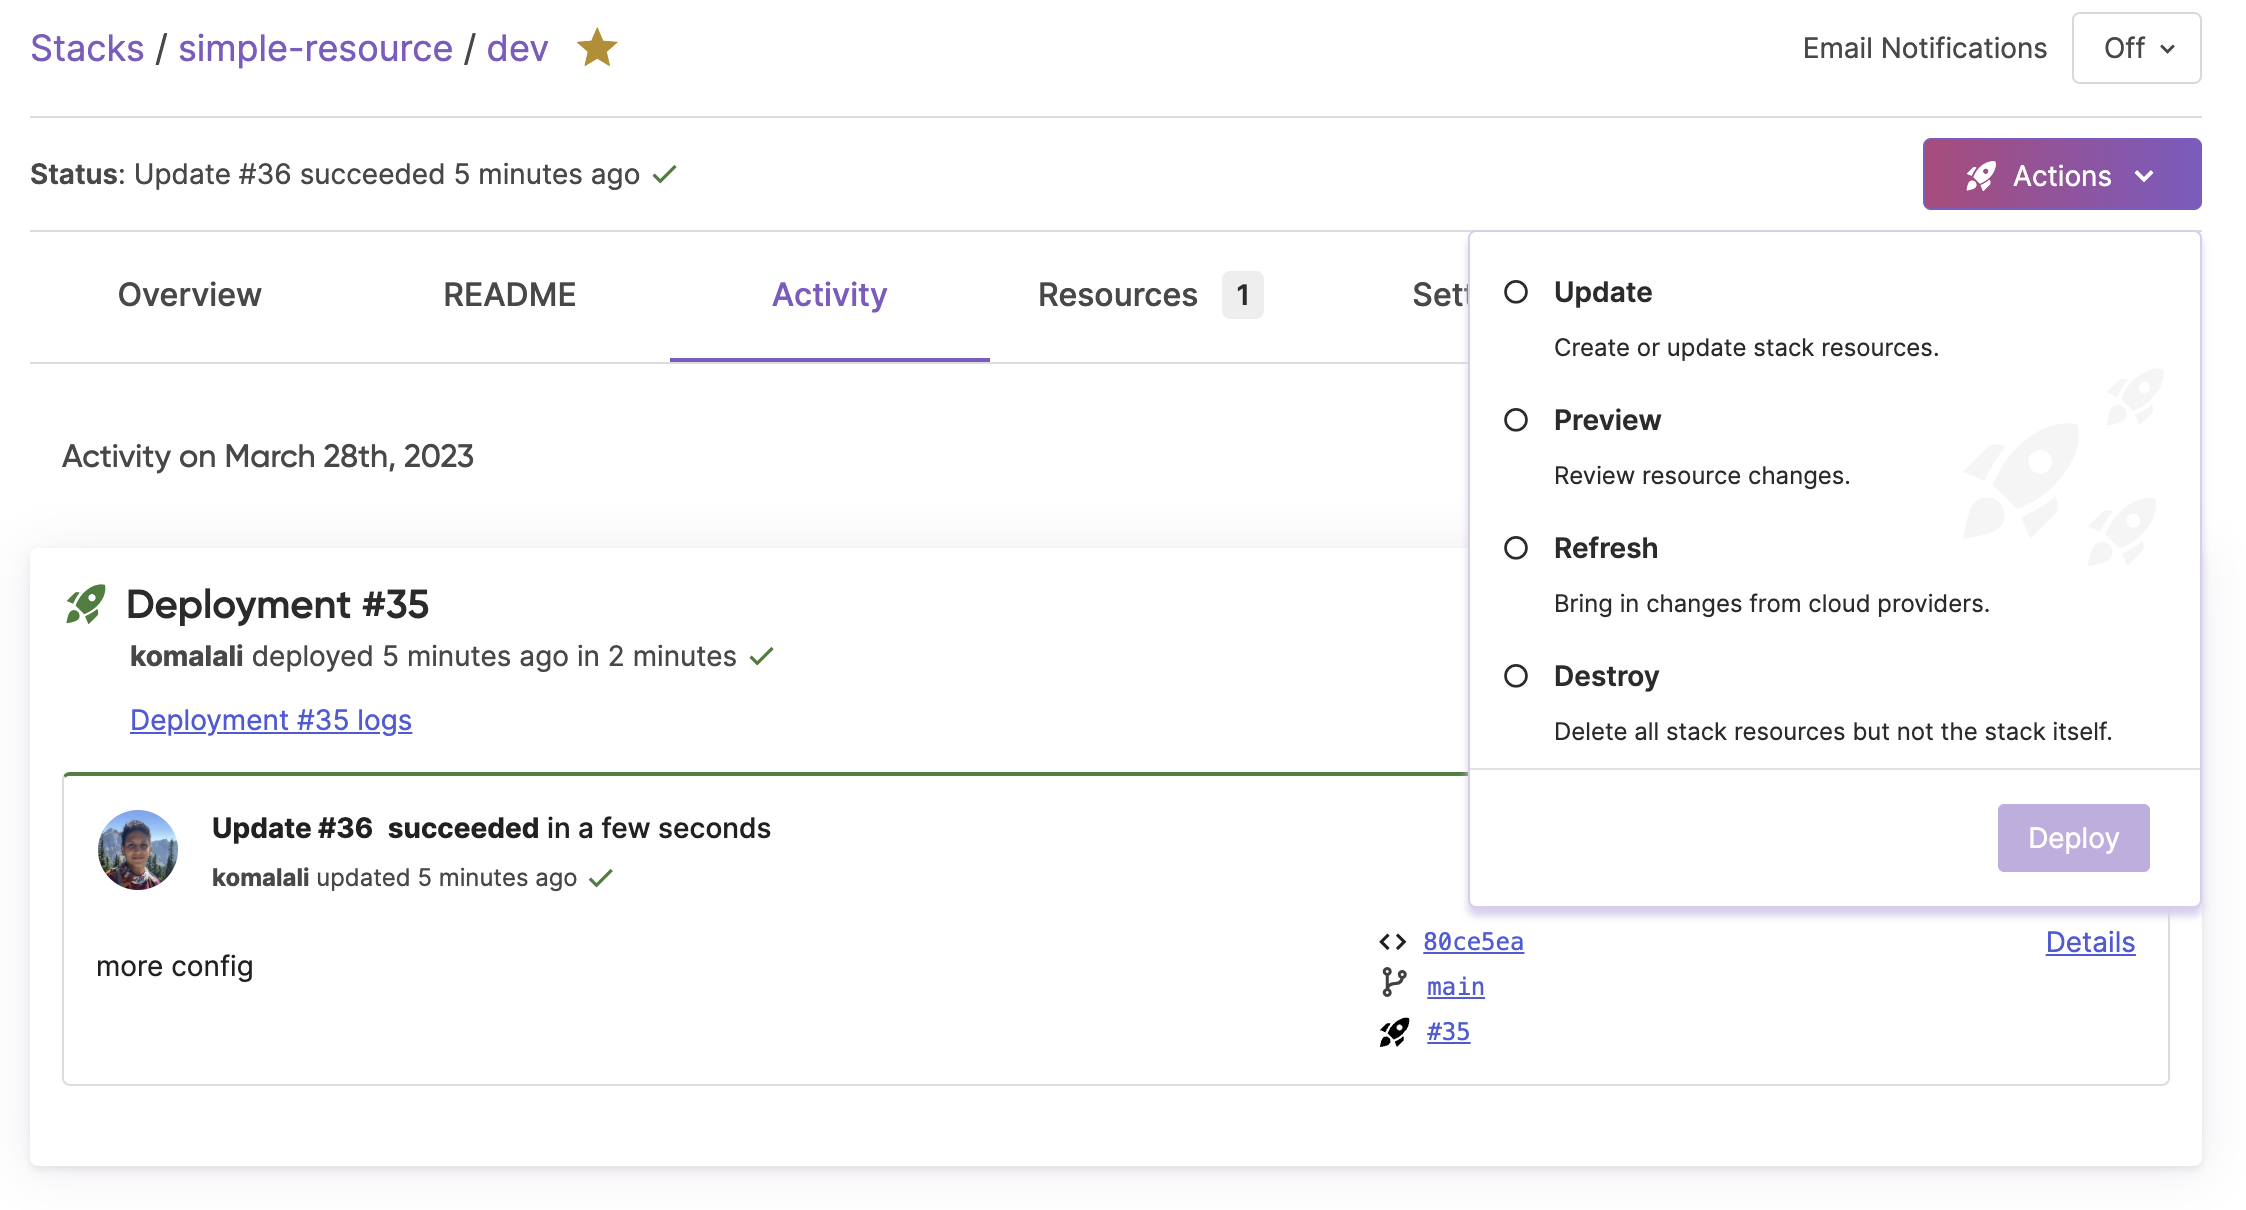 Stacks / simple-resource / dev
Email Notifications Off
Status: Update #36 succeeded 5 minutes ago
Actions
Overview README Activity Resources 1 Sett
Update
Create or update stack resources.
Preview
Review resource changes.
Refresh
Bring in changes from cloud providers.
Destroy
Delete all stack resources but not the stack itself.
Deploy
Activity on March 28th, 2023
Deployment #35
komalali deployed 5 minutes ago in 2 minutes
Deployment #35 logs
Update #36 succeeded in a few seconds
komalali updated 5 minutes ago
more config
80ce5ea
main
#35
Details